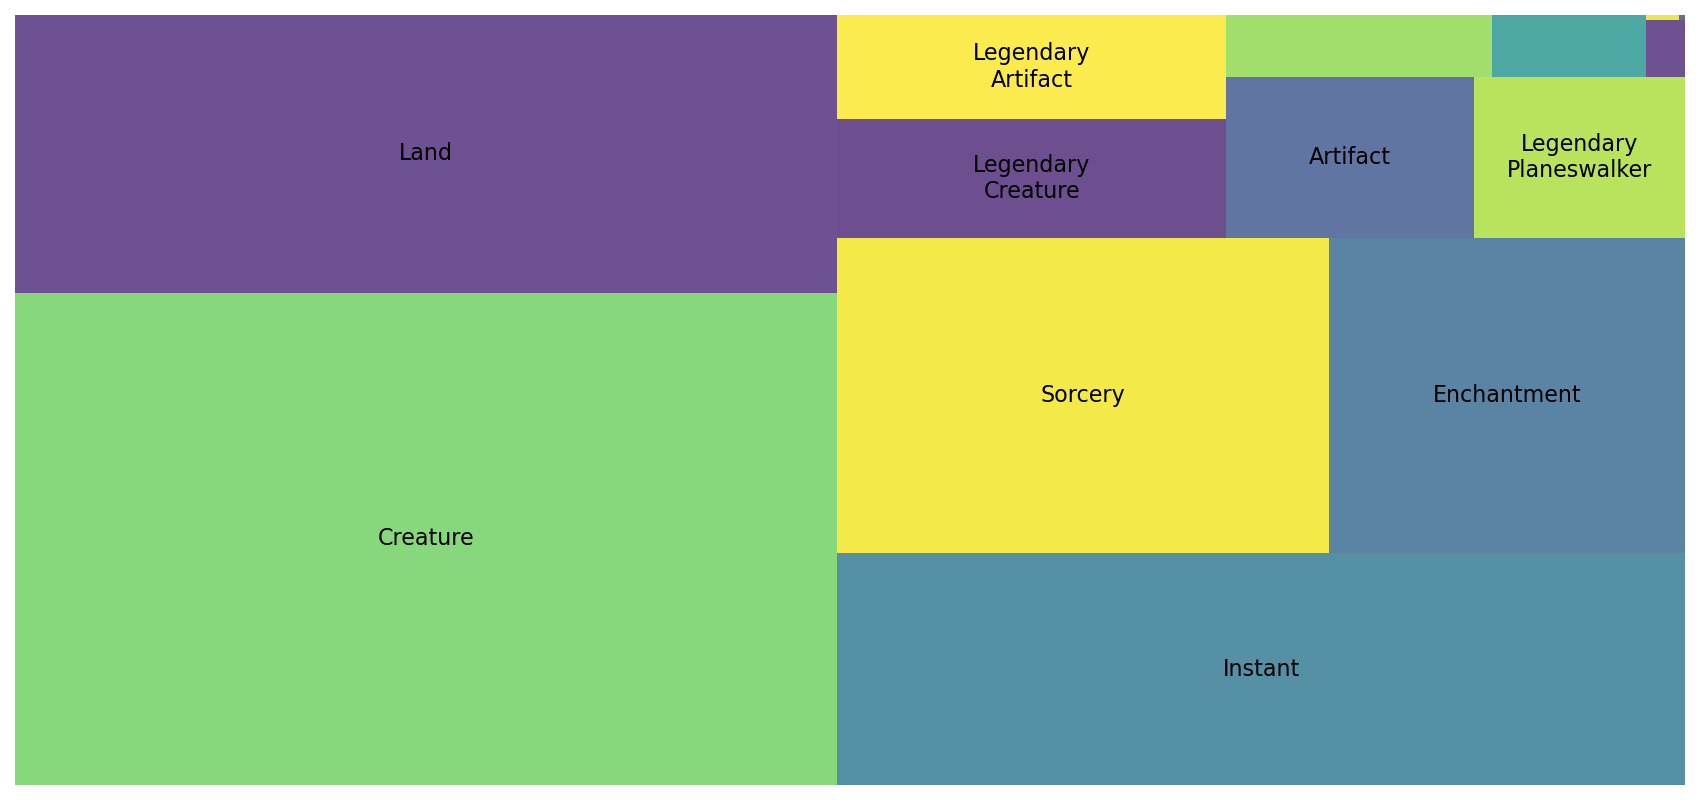 Land
Creature
Legendary
Artifact
Legendary
Creature
Artifact
Legendary
Planeswalker
Sorcery
Enchantment
Instant